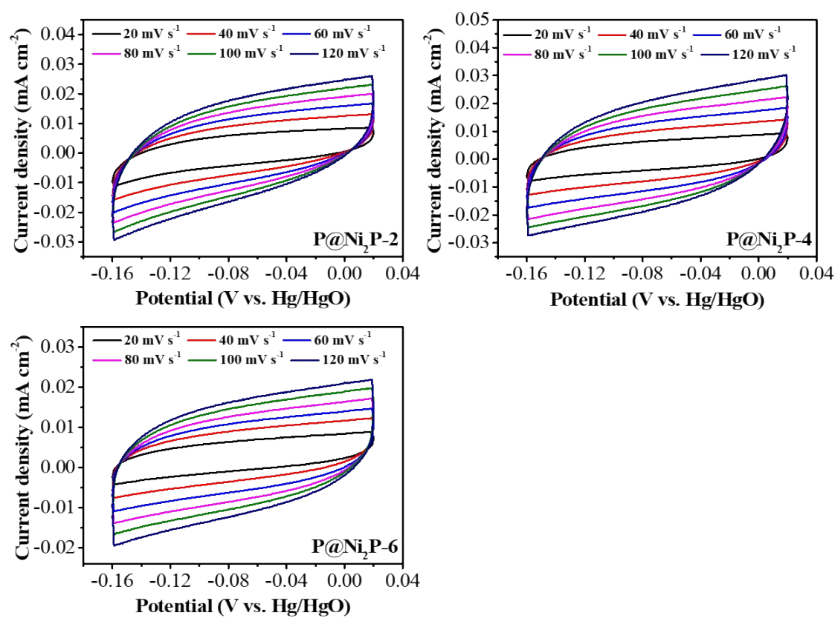 20 mV s⁻¹ 40 mV s⁻¹ 60 mV s⁻¹
80 mV s⁻¹ 100 mV s⁻¹ 120 mV s⁻¹
Current density (mA cm⁻²)
0.04
0.03
0.02
0.01
0.00
-0.01
-0.02
-0.03
P@Ni₂P-2
-0.16 -0.12 -0.08 -0.04 0.00 0.04
Potential (V vs. Hg/HgO)
20 mV s⁻¹ 40 mV s⁻¹ 60 mV s⁻¹
80 mV s⁻¹ 100 mV s⁻¹ 120 mV s⁻¹
Current density (mA cm⁻²)
0.05
0.04
0.03
0.02
0.01
0.00
-0.01
-0.02
-0.03
P@Ni₂P-4
-0.16 -0.12 -0.08 -0.04 0.00 0.04
Potential (V vs. Hg/HgO)
20 mV s⁻¹ 40 mV s⁻¹ 60 mV s⁻¹
80 mV s⁻¹ 100 mV s⁻¹ 120 mV s⁻¹
Current density (mA cm⁻²)
0.03
0.02
0.01
0.00
-0.01
-0.02
P@Ni₂P-6
-0.16 -0.12 -0.08 -0.04 0.00 0.04
Potential (V vs. Hg/HgO)